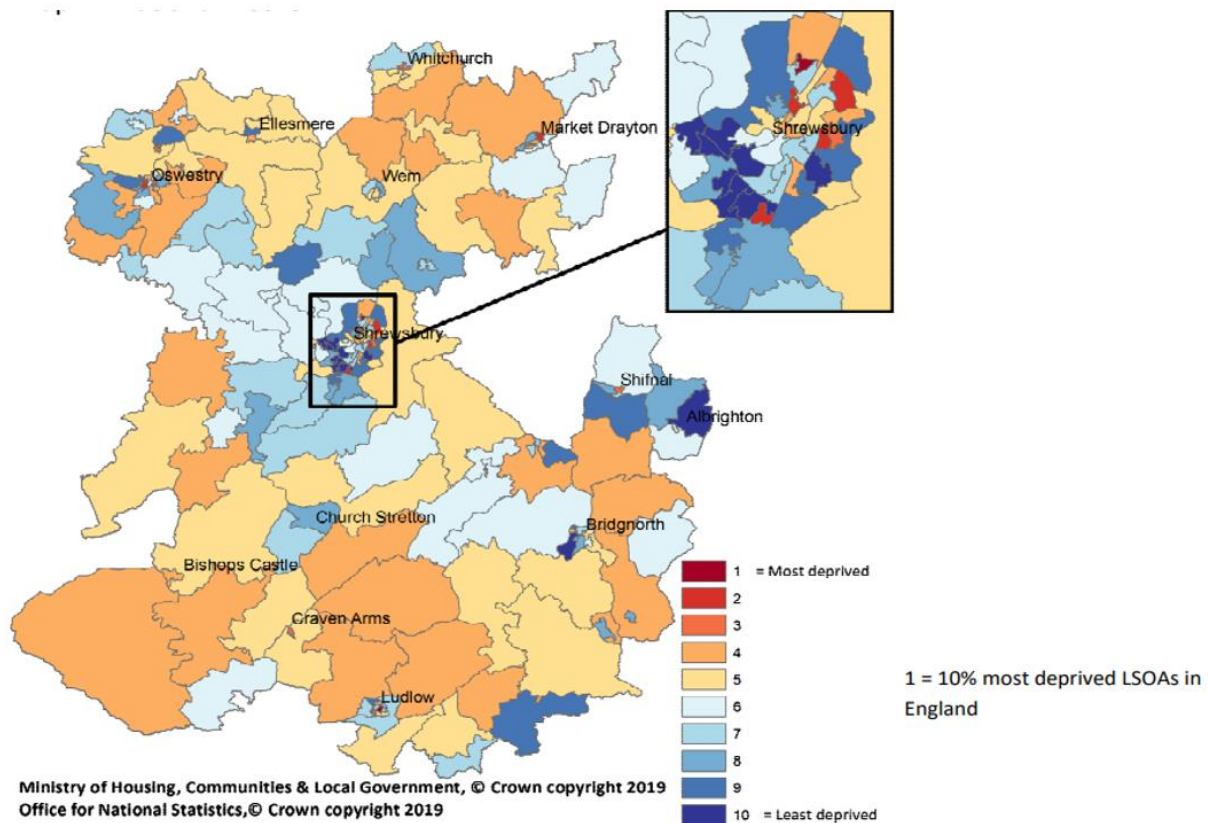 Whitchurch
Ellesmere
Market Drayton
Shrewsbury
Oswestry
Wem
Shrewsbury
Shifnal
Albrighton
Church Stretton
Bridgnorth
Bishops Castle
Craven Arms
Ludlow
1 = Most deprived
2
3
4
5
6
7
8
9
10 = Least deprived
1 = 10% most deprived LSOAs in
England
Ministry of Housing, Communities & Local Government, © Crown copyright 2019
Office for National Statistics,© Crown copyright 2019